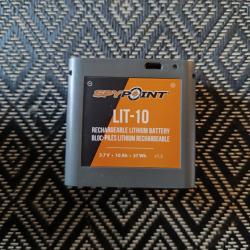 SPYPOINT
LIT-10
RECHARGEABLE LITHIUM BATTERY
BLOC-PILES LITHIUM RECHARGEABLE
3.7 V • 10 Ah • 37 Wh